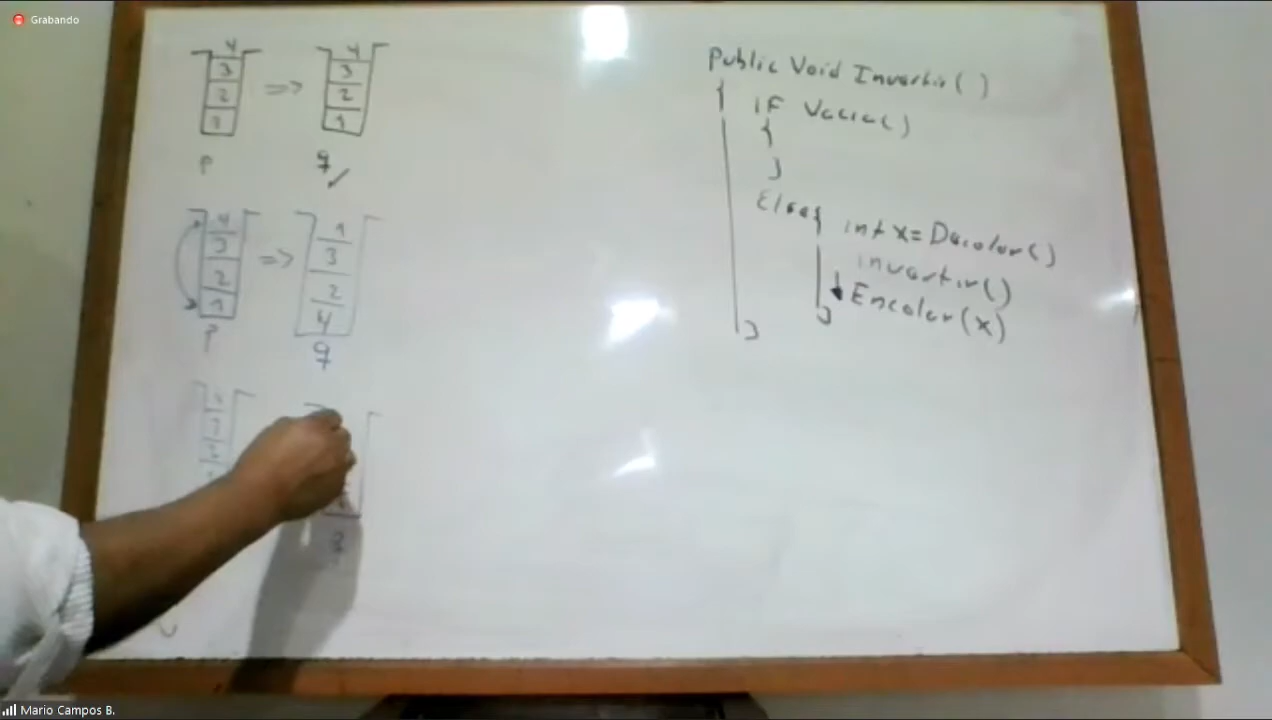 Grabando
4
3
2
1
p
=>
4
3
2
1
q
4
3
2
1
p
=>
1
3
2
4
q
Public Void Invertir()
{ if Vacia()
{
}
Else{ int x= Decolar()
invertir()
Encolar(x)
}
}
Mario Campos B.